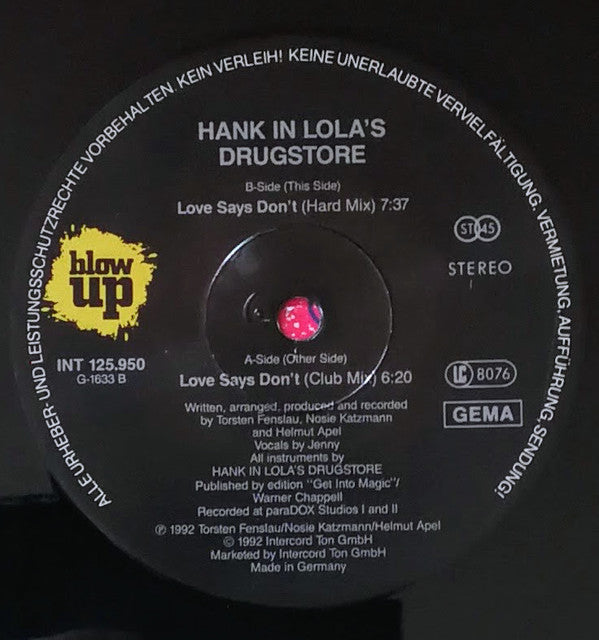 ALLE URHEBER- UND LEISTUNGSSCHUTZRECHTE VORBEHALTEN. KEIN VERLEIH! KEINE UNERLAUBTE VERVIELFÄLTIGUNG, VERMIETUNG, AUFFÜHRUNG, SENDUNG!
HANK IN LOLA'S
DRUGSTORE
B-Side (This Side)
Love Says Don't (Hard Mix) 7:37
ST 45
STEREO
blow
up
INT 125.950
G-1633 B
A-Side (Other Side)
Love Says Don't (Club Mix) 6:20
LC 8076
GEMA
Written, arranged, produced and recorded
by Torsten Fenslau, Nosie Katzmann
and Helmut Apel
Vocals by Jenny
All instruments by
HANK IN LOLA'S DRUGSTORE
Published by edition "Get Into Magic"/
Warner Chappell
Recorded at paraDOX Studios I and II
℗ 1992 Torsten Fenslau/Nosie Katzmann/Helmut Apel
© 1992 Intercord Ton GmbH
Marketed by Intercord Ton GmbH
Made in Germany